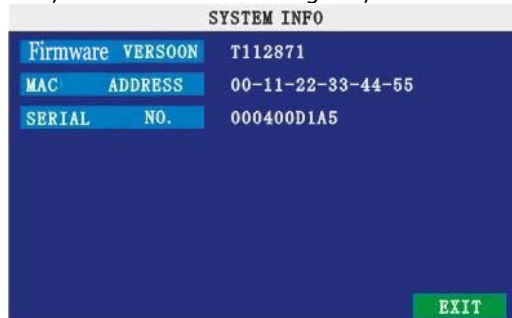 SYSTEM INFO
Firmware VERSOON T112871
MAC ADDRESS 00-11-22-33-44-55
SERIAL NO. 000400D1A5
EXIT